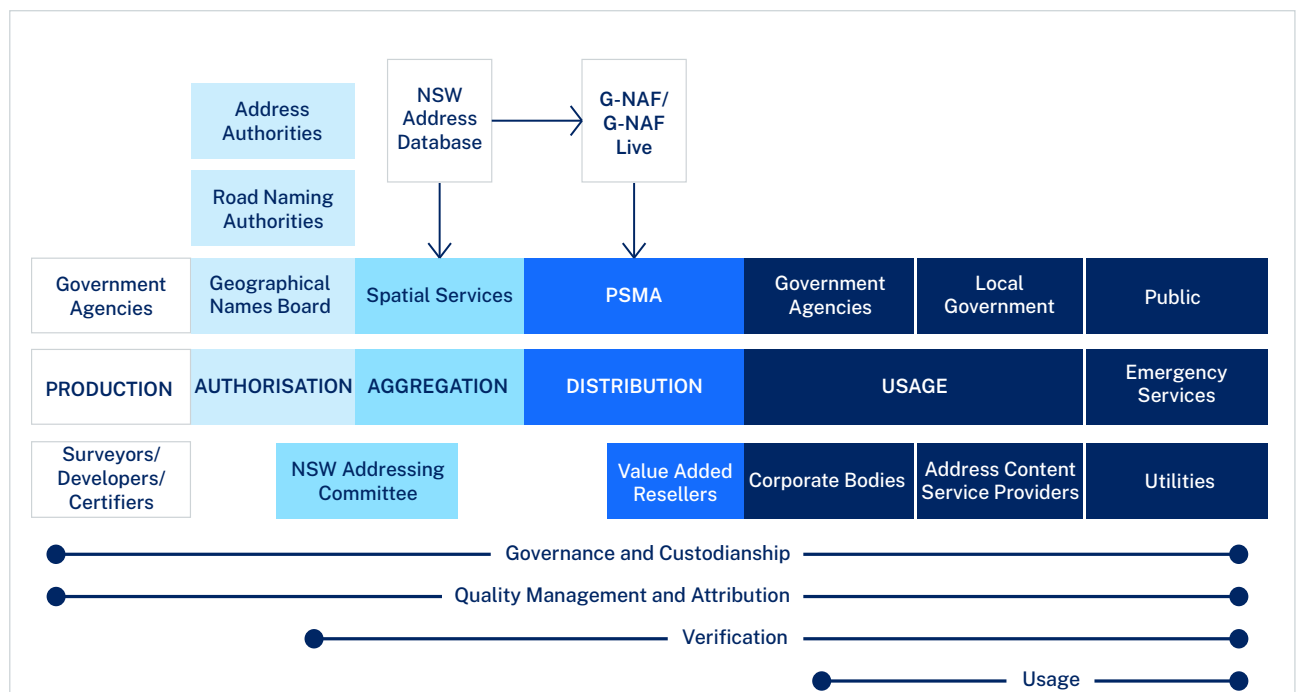 Address
Authorities
NSW
Address
Database
G-NAF/
G-NAF
Live
Road Naming
Authorities
Government
Agencies
Geographical
Names Board
Spatial Services
PSMA
Government
Agencies
Local
Government
Public
PRODUCTION
AUTHORISATION
AGGREGATION
DISTRIBUTION
USAGE
Emergency
Services
Surveyors/
Developers/
Certifiers
NSW Addressing
Committee
Value Added
Resellers
Corporate Bodies
Address Content
Service Providers
Utilities
Governance and Custodianship
Quality Management and Attribution
Verification
Usage